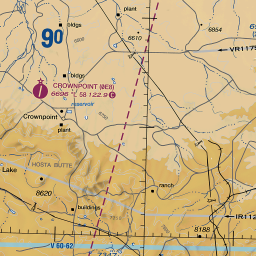 plant
bldgs
90
6610
6854
VR1175
bldgs
CROWNPOINT (0E8)
6696 *L 58 122.9 C
reservoir
Crownpoint
plant
HOSTA BUTTE
Lake
8620
ranch
buildings
IR112
V 60-62
8188